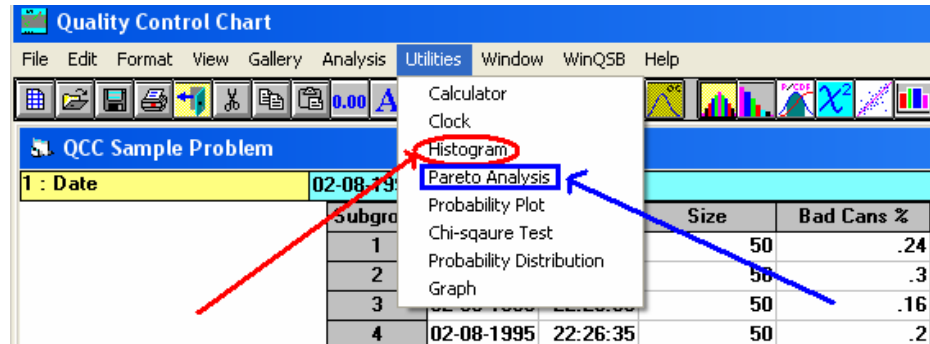 Quality Control Chart
File Edit Format View Gallery Analysis Utilities Window WinQSB Help
0.00 A
Calculator
Clock
Histogram
Pareto Analysis
Probability Plot
Chi-sqaure Test
Probability Distribution
Graph
QCC Sample Problem
1 : Date 02-08-199
Subgro Size Bad Cans %
1 50 .24
2 50 .3
3 50 .16
4 02-08-1995 22:26:35 50 .2